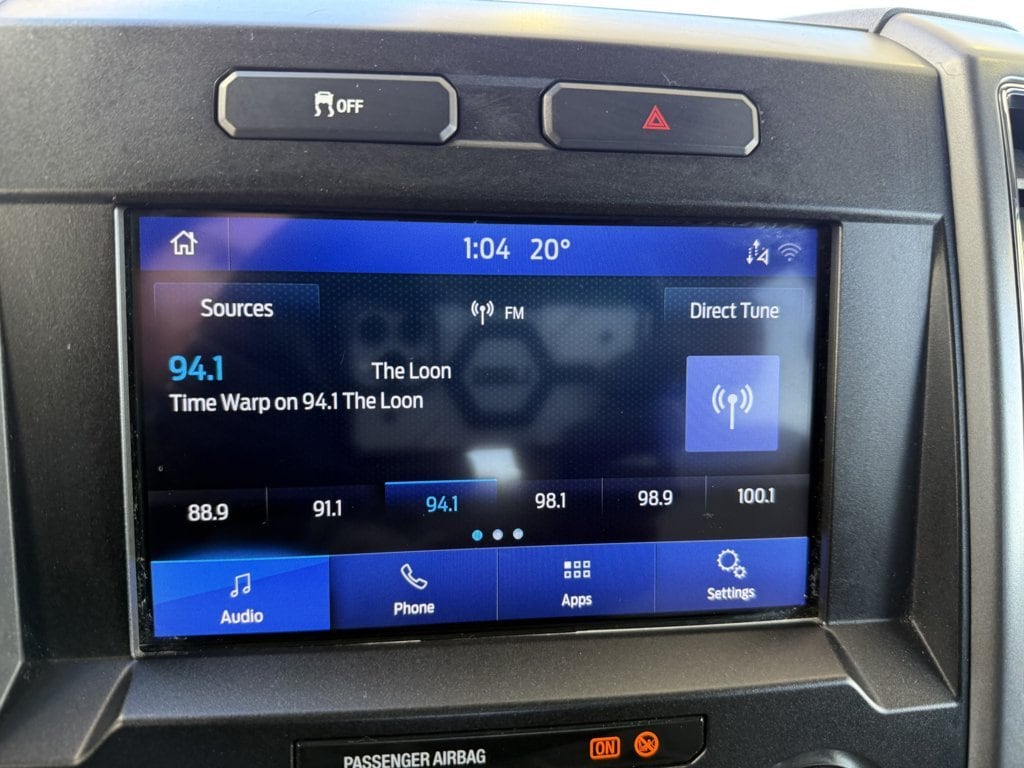 OFF
1:04 20°
Sources FM Direct Tune
94.1 The Loon
Time Warp on 94.1 The Loon
88.9 91.1 94.1 98.1 98.9 100.1
Audio Phone Apps Settings
PASSENGER AIRBAG ON